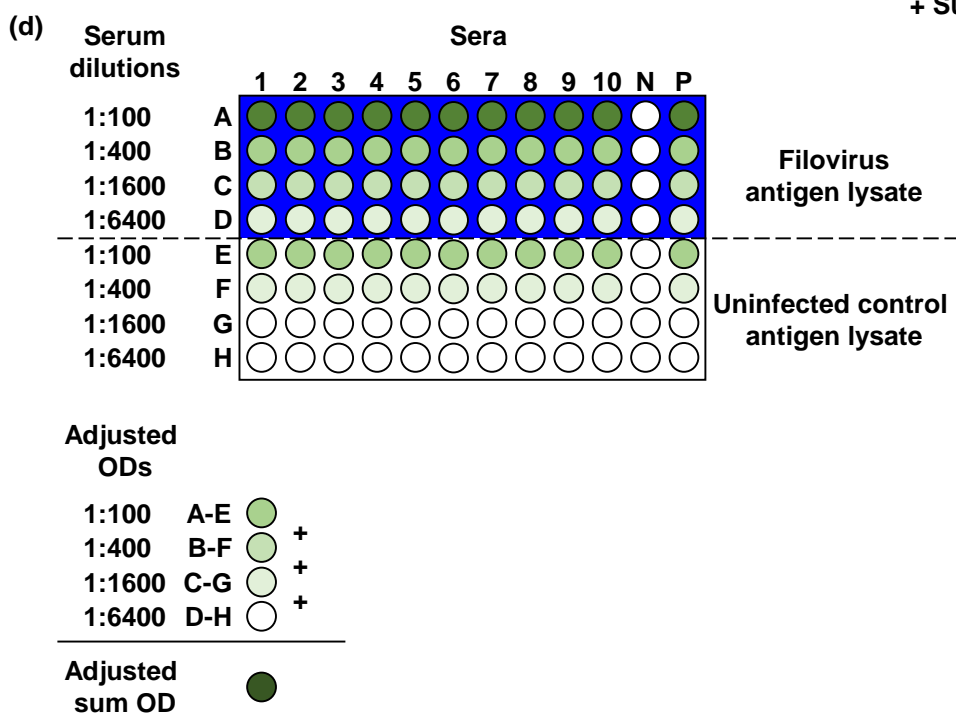 + Su
(d)
Serum
dilutions
Sera
1 2 3 4 5 6 7 8 9 10 N P
1:100 A
1:400 B
1:1600 C
1:6400 D
Filovirus
antigen lysate
1:100 E
1:400 F
1:1600 G
1:6400 H
Uninfected control
antigen lysate
Adjusted
ODs
1:100 A-E
+
1:400 B-F
+
1:1600 C-G
+
1:6400 D-H
Adjusted
sum OD